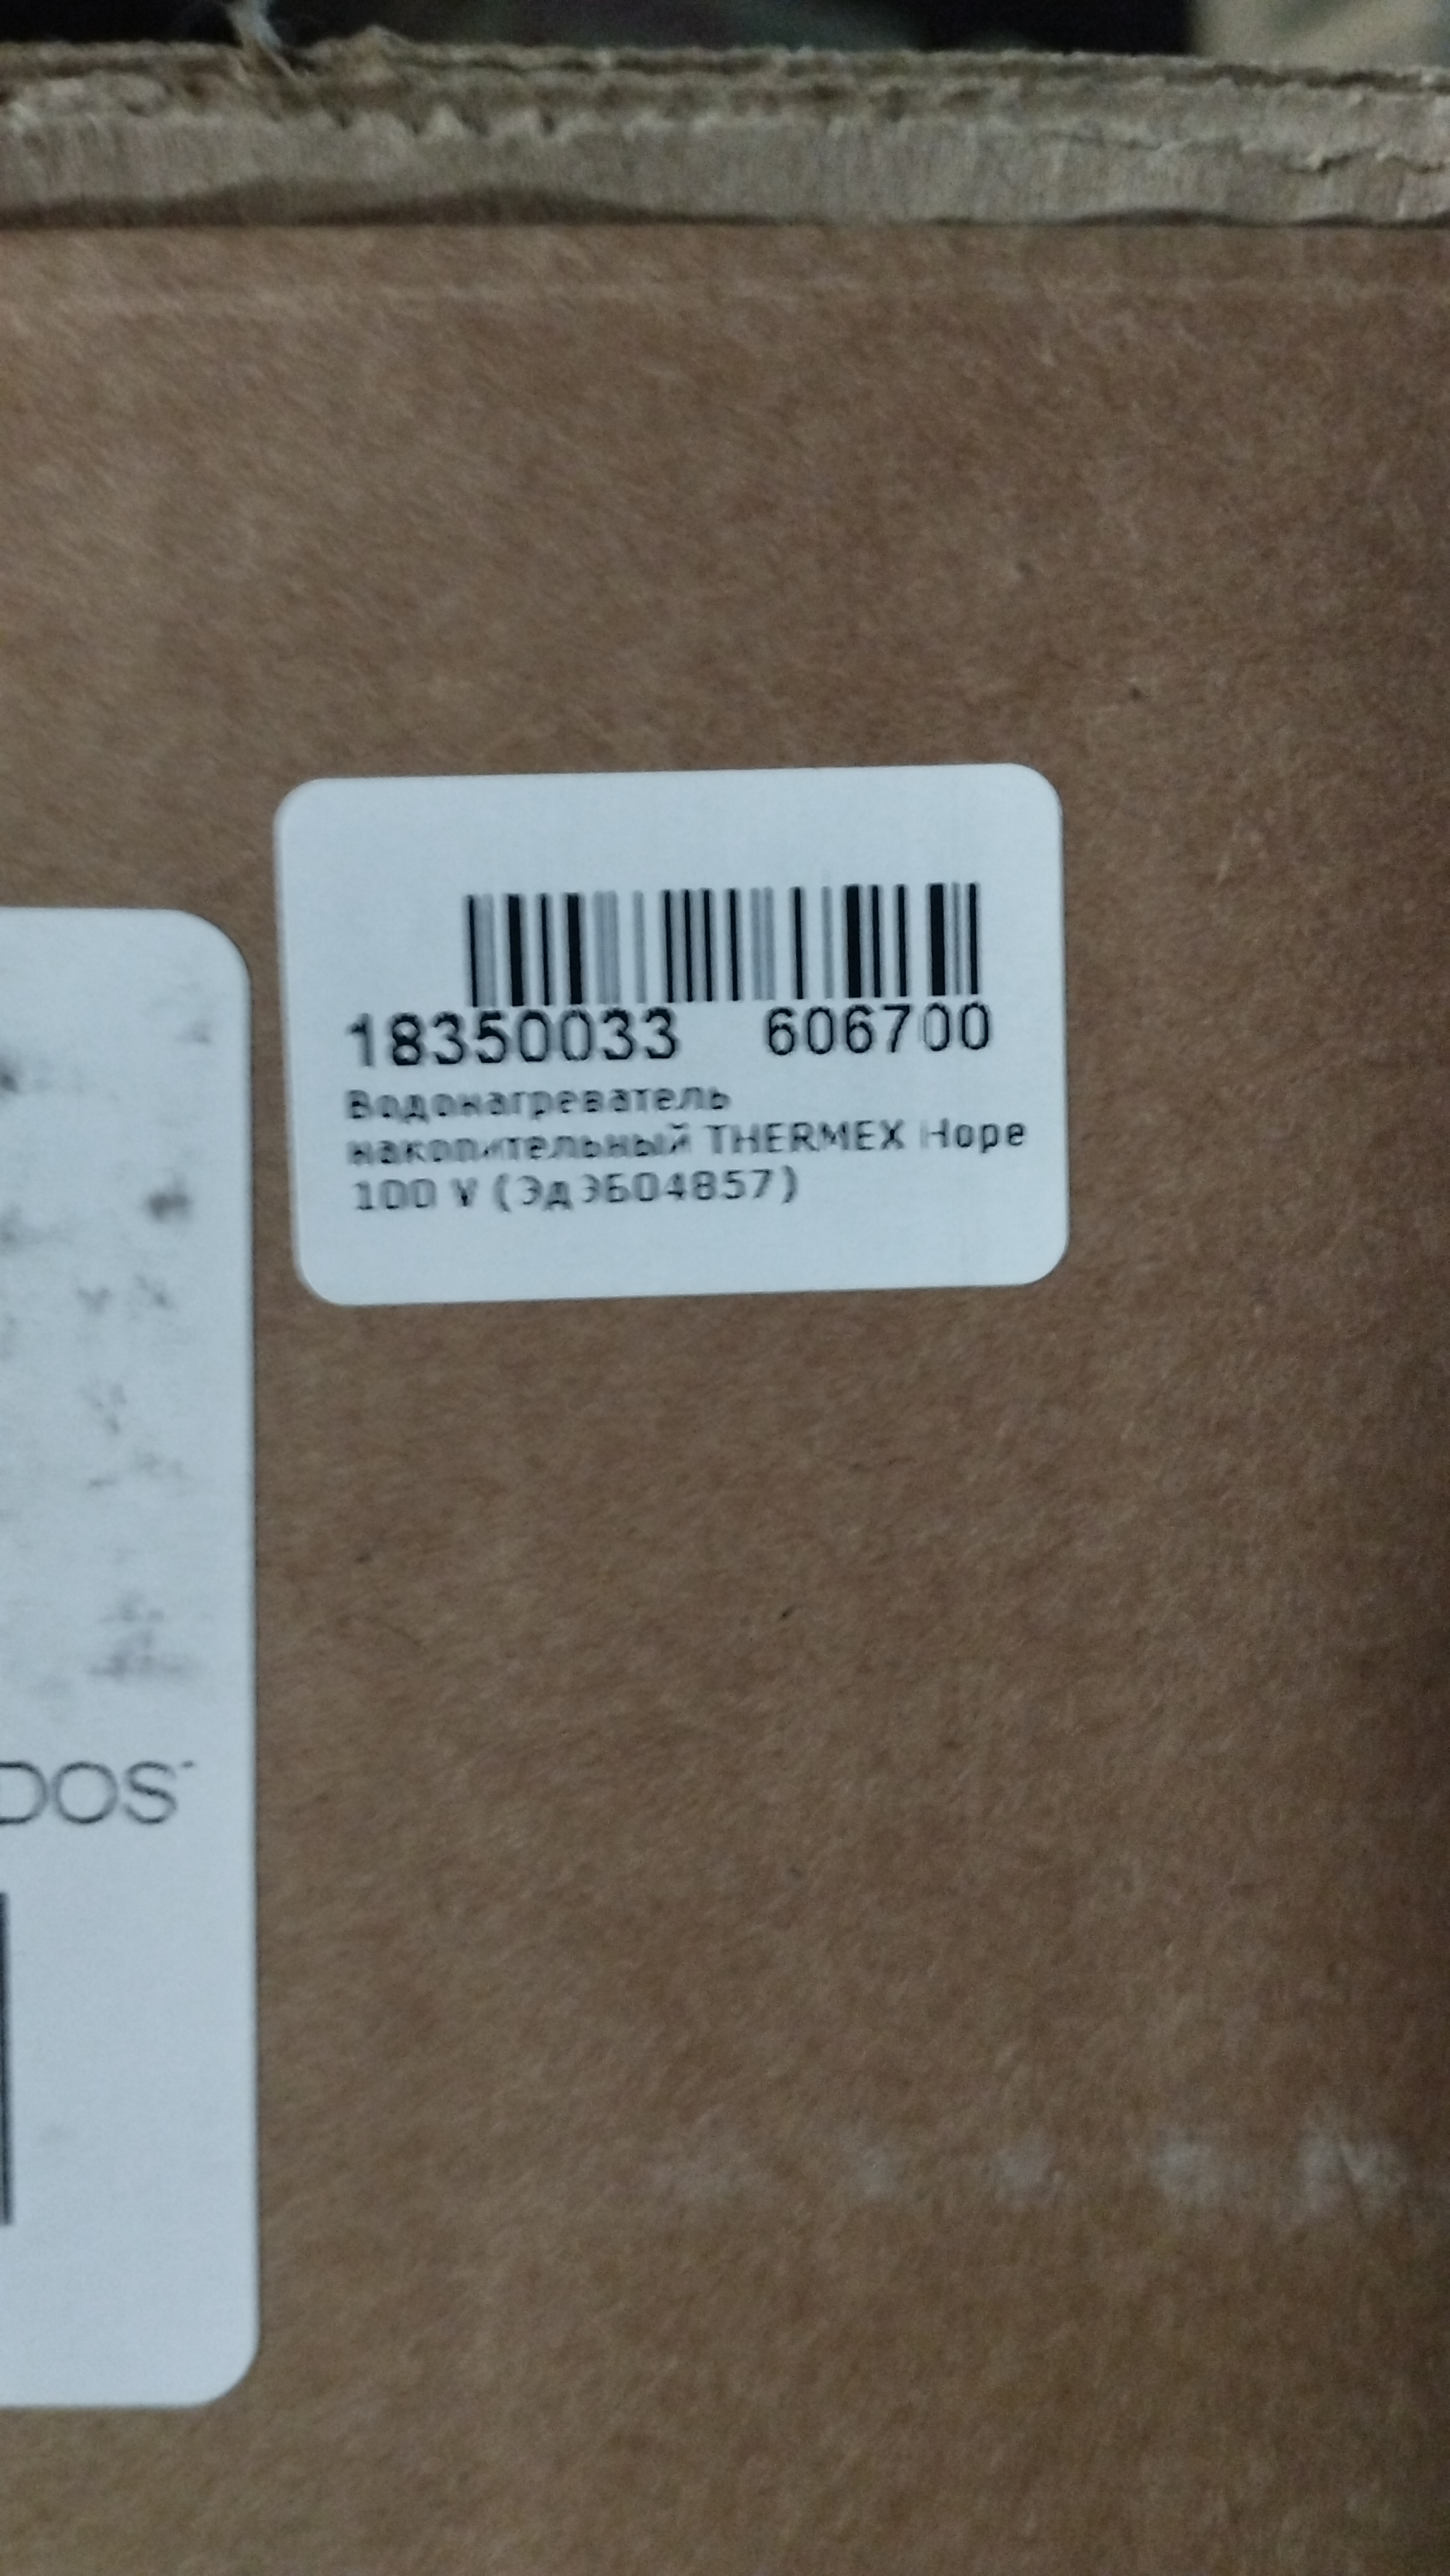 18350033 606700
Водонагреватель
накопительный THERMEX Hope
100 V (ЭдЭБ04857)
DOS